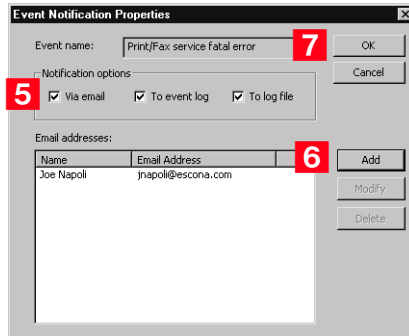 Event Notification Properties
Event name: Print/Fax service fatal error 7 OK
Notification options Cancel
5 Via email To event log To log file
Email addresses:
Name Email Address 6 Add
Joe Napoli jnapoli@escona.com Modify
Delete